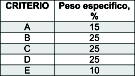 CRITERIO Peso específico,
%
A 15
B 25
C 25
D 25
E 10